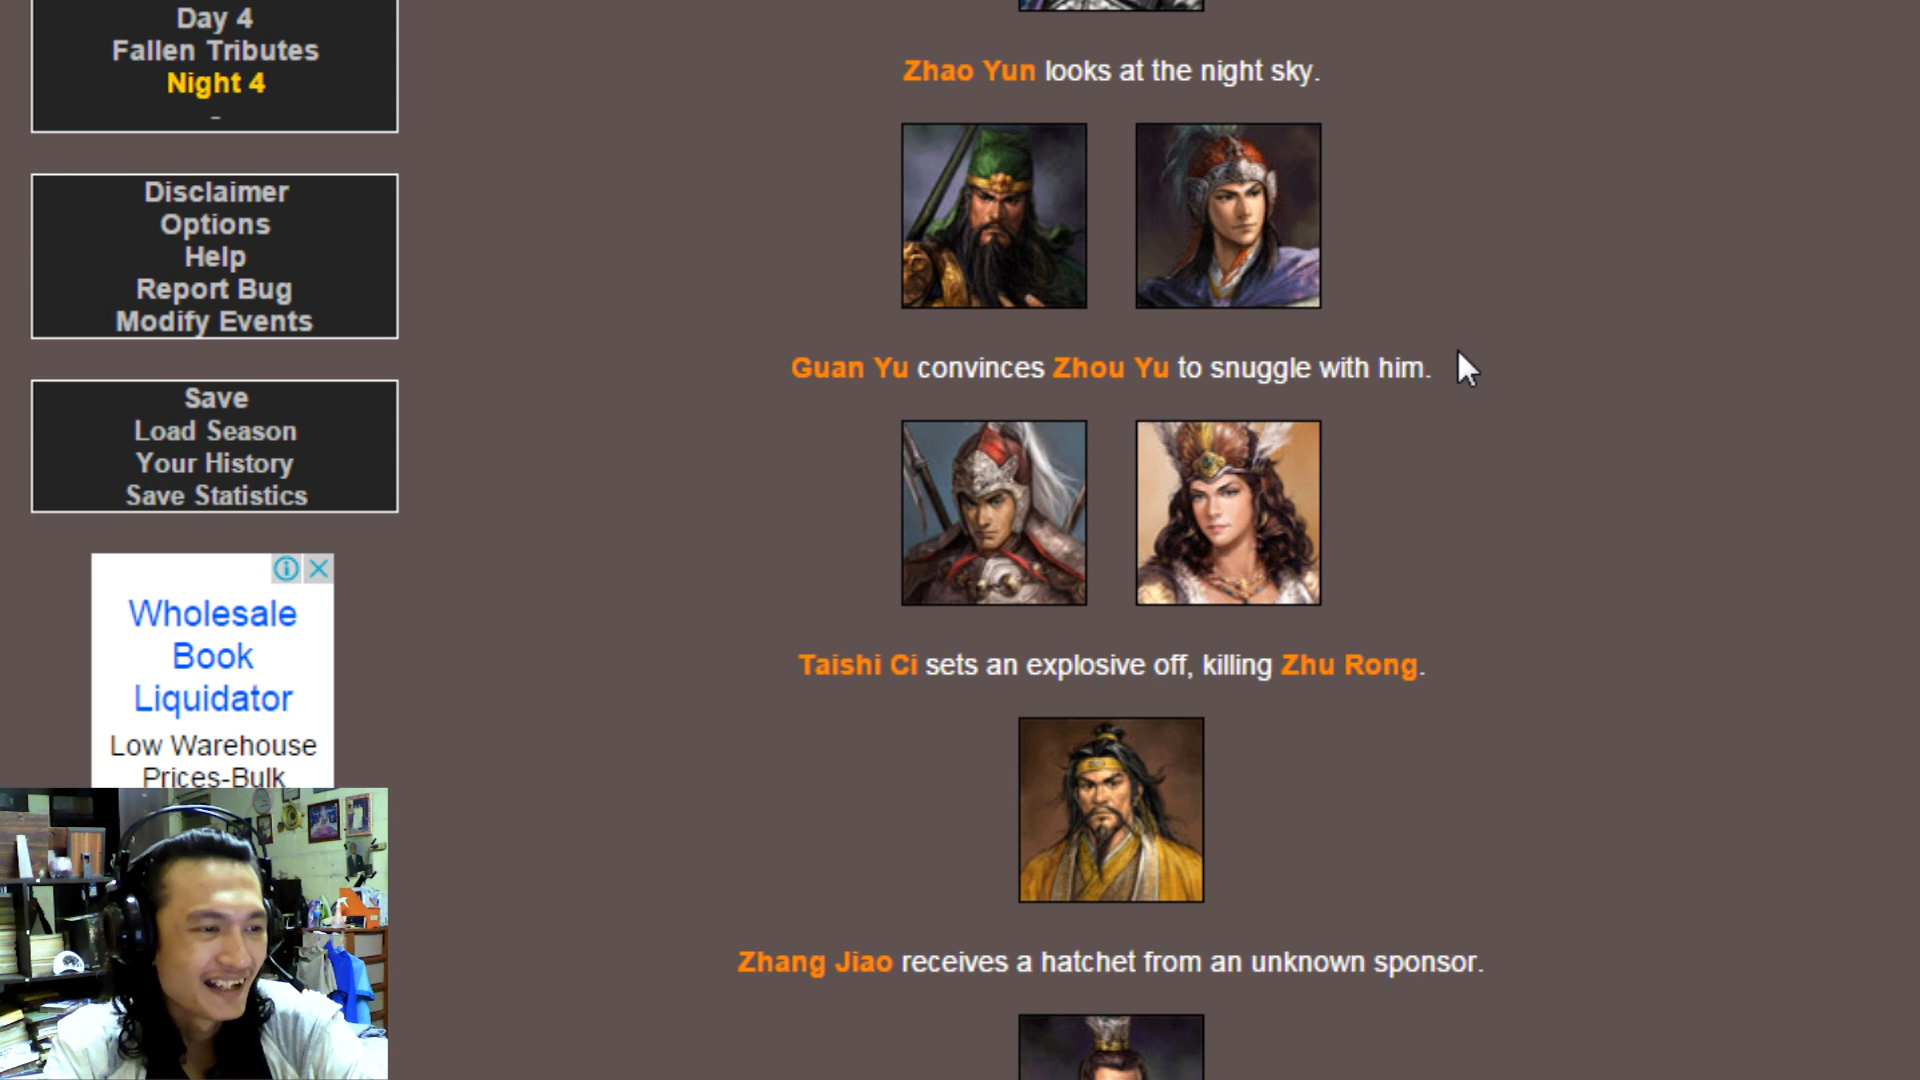 Day 4
Fallen Tributes
Night 4
-
Disclaimer
Options
Help
Report Bug
Modify Events
Save
Load Season
Your History
Save Statistics
Wholesale
Book
Liquidator
Low Warehouse
Prices-Bulk
Zhao Yun looks at the night sky.
Guan Yu convinces Zhou Yu to snuggle with him.
Taishi Ci sets an explosive off, killing Zhu Rong.
Zhang Jiao receives a hatchet from an unknown sponsor.